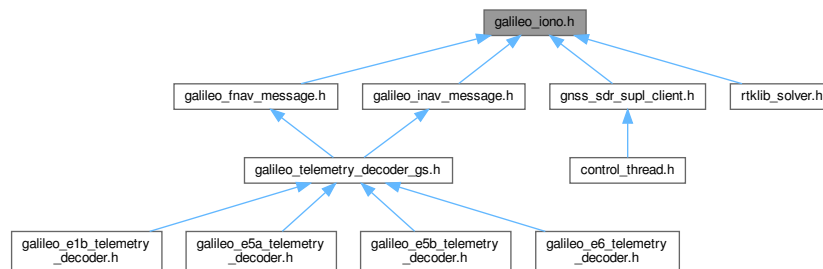 galileo_iono.h
galileo_fnav_message.h
galileo_inav_message.h
gnss_sdr_supl_client.h
rtklib_solver.h
galileo_telemetry_decoder_gs.h
control_thread.h
galileo_e1b_telemetry
_decoder.h
galileo_e5a_telemetry
_decoder.h
galileo_e5b_telemetry
_decoder.h
galileo_e6_telemetry
_decoder.h